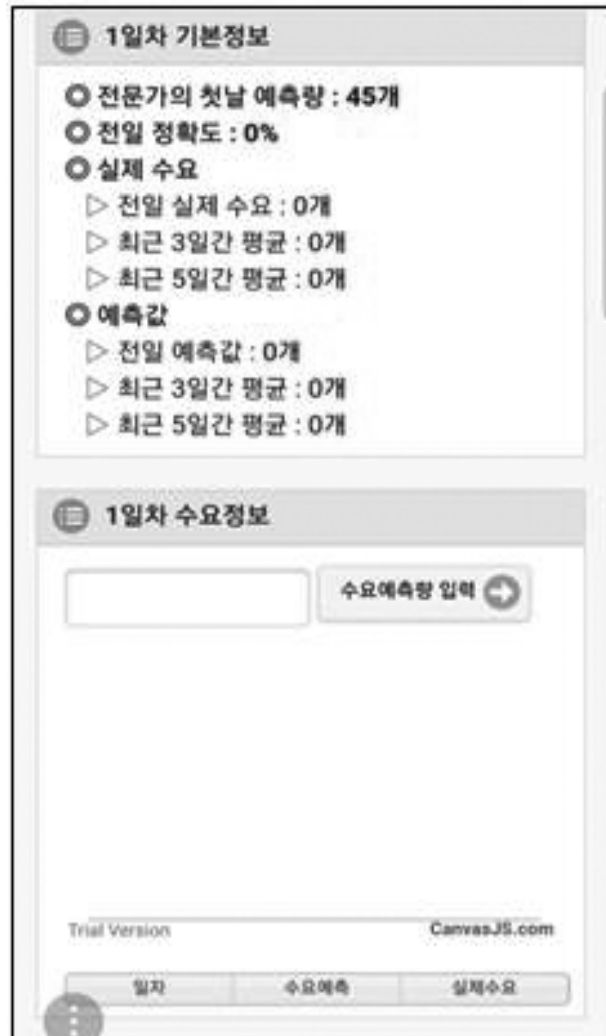 1일차 기본정보
전문가의 첫날 예측량 : 45개
전일 정확도 : 0%
실제 수요
▷ 전일 실제 수요 : 0개
▷ 최근 3일간 평균 : 0개
▷ 최근 5일간 평균 : 0개
예측값
▷ 전일 예측값 : 0개
▷ 최근 3일간 평균 : 0개
▷ 최근 5일간 평균 : 0개
1일차 수요정보
수요예측량 입력
Trial Version CanvasJS.com
일자 수요예측 실제수요